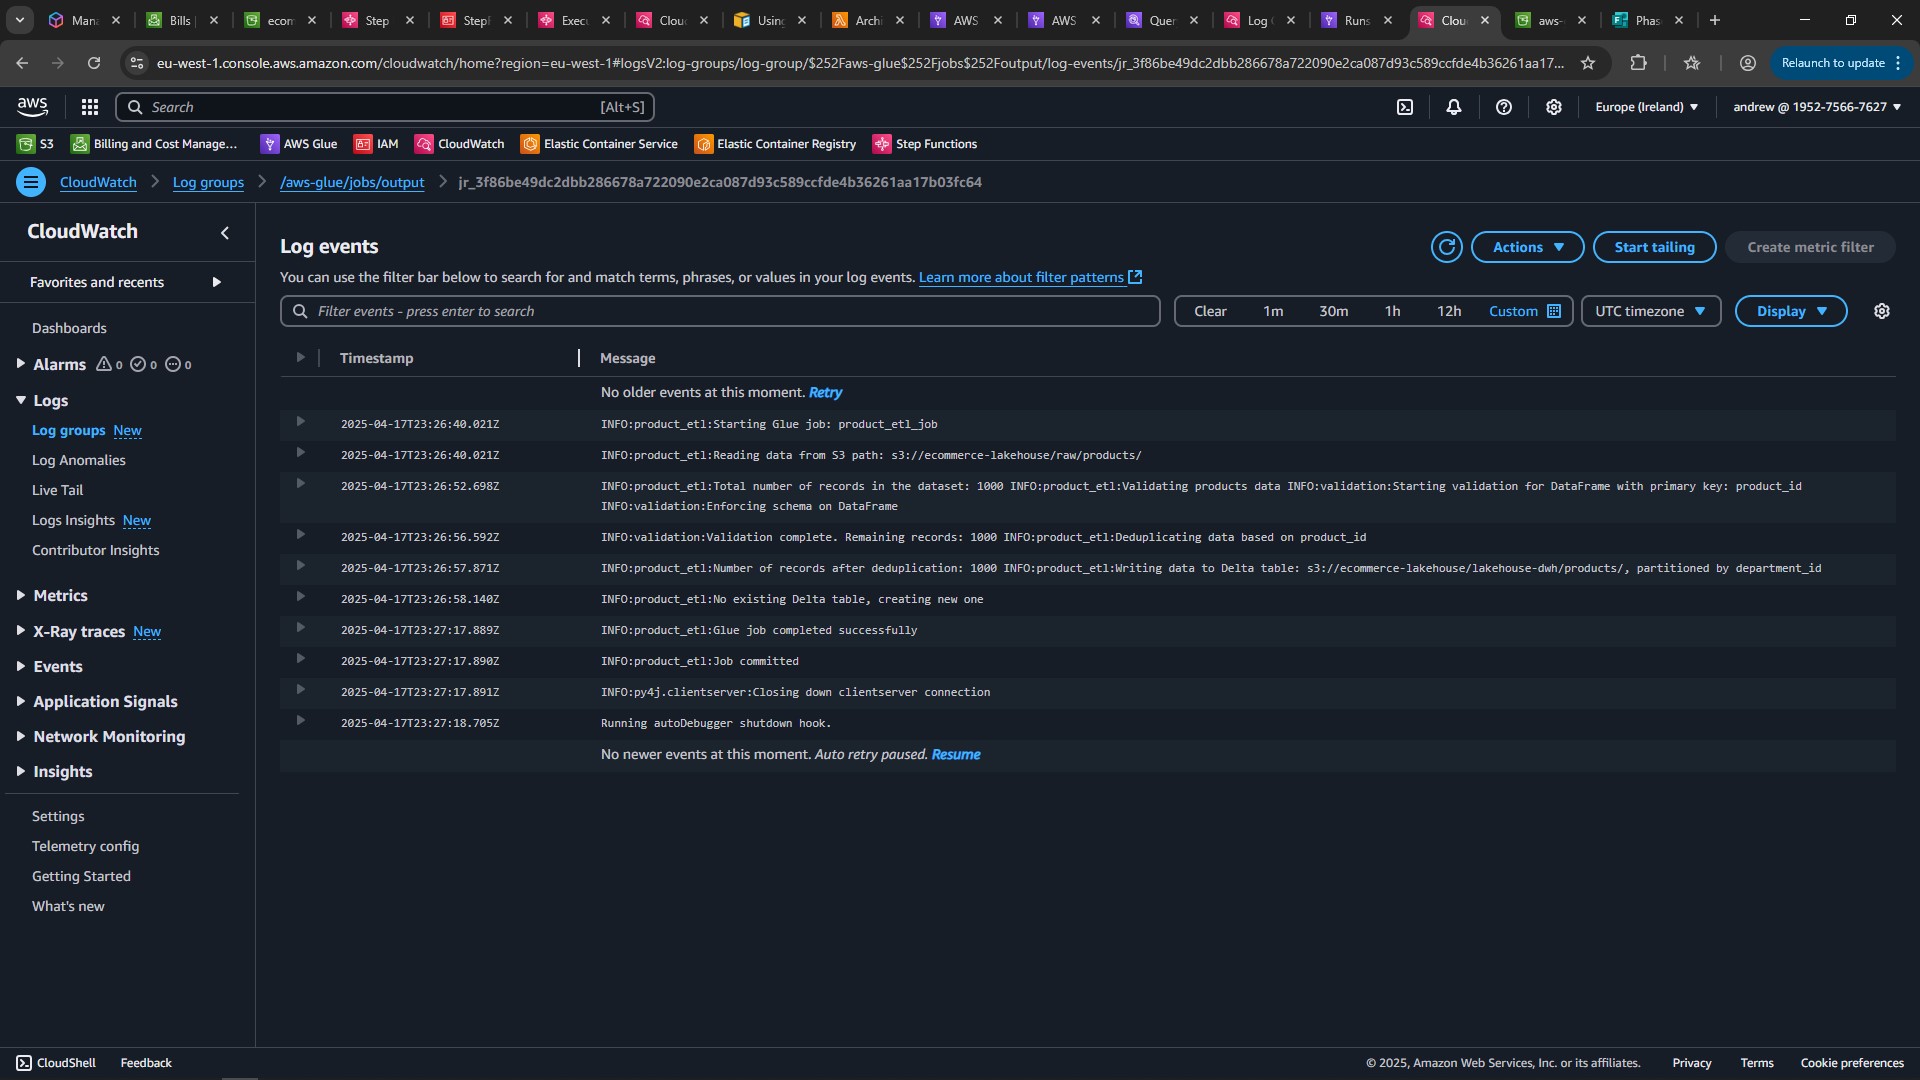 Mana
Bills
ecom
Step
StepF
Execu
Cloud
Using
Archi
AWS
AWS
Quer
Log
Runs
Clou
aws-
Phas
eu-west-1.console.aws.amazon.com/cloudwatch/home?region=eu-west-1#logsV2:log-groups/log-group/$252Faws-glue$252Fjobs$252Foutput/log-events/jr_3f86be49dc2dbb286678a722090e2ca087d93c589ccfde4b36261aa17...
Relaunch to update
aws
Search [Alt+S]
Europe (Ireland)
andrew @ 1952-7566-7627
S3
Billing and Cost Manage...
AWS Glue
IAM
CloudWatch
Elastic Container Service
Elastic Container Registry
Step Functions
CloudWatch
Log groups
/aws-glue/jobs/output
jr_3f86be49dc2dbb286678a722090e2ca087d93c589ccfde4b36261aa17b03fc64
CloudWatch
Favorites and recents
Dashboards
Alarms 0 0 0
Logs
Log groups New
Log Anomalies
Live Tail
Logs Insights New
Contributor Insights
Metrics
X-Ray traces New
Events
Application Signals
Network Monitoring
Insights
Settings
Telemetry config
Getting Started
What's new
Log events
Actions
Start tailing
Create metric filter
You can use the filter bar below to search for and match terms, phrases, or values in your log events. Learn more about filter patterns
Filter events - press enter to search
Clear 1m 30m 1h 12h Custom
UTC timezone
Display
Timestamp Message
No older events at this moment. Retry
2025-04-17T23:26:40.021Z INFO:product_etl:Starting Glue job: product_etl_job
2025-04-17T23:26:40.021Z INFO:product_etl:Reading data from S3 path: s3://ecommerce-lakehouse/raw/products/
2025-04-17T23:26:52.698Z INFO:product_etl:Total number of records in the dataset: 1000 INFO:product_etl:Validating products data INFO:validation:Starting validation for DataFrame with primary key: product_id
INFO:validation:Enforcing schema on DataFrame
2025-04-17T23:26:56.592Z INFO:validation:Validation complete. Remaining records: 1000 INFO:product_etl:Deduplicating data based on product_id
2025-04-17T23:26:57.871Z INFO:product_etl:Number of records after deduplication: 1000 INFO:product_etl:Writing data to Delta table: s3://ecommerce-lakehouse/lakehouse-dwh/products/, partitioned by department_id
2025-04-17T23:26:58.140Z INFO:product_etl:No existing Delta table, creating new one
2025-04-17T23:27:17.889Z INFO:product_etl:Glue job completed successfully
2025-04-17T23:27:17.890Z INFO:product_etl:Job committed
2025-04-17T23:27:17.891Z INFO:py4j.clientserver:Closing down clientserver connection
2025-04-17T23:27:18.705Z Running autoDebugger shutdown hook.
No newer events at this moment. Auto retry paused. Resume
CloudShell
Feedback
© 2025, Amazon Web Services, Inc. or its affiliates.
Privacy
Terms
Cookie preferences